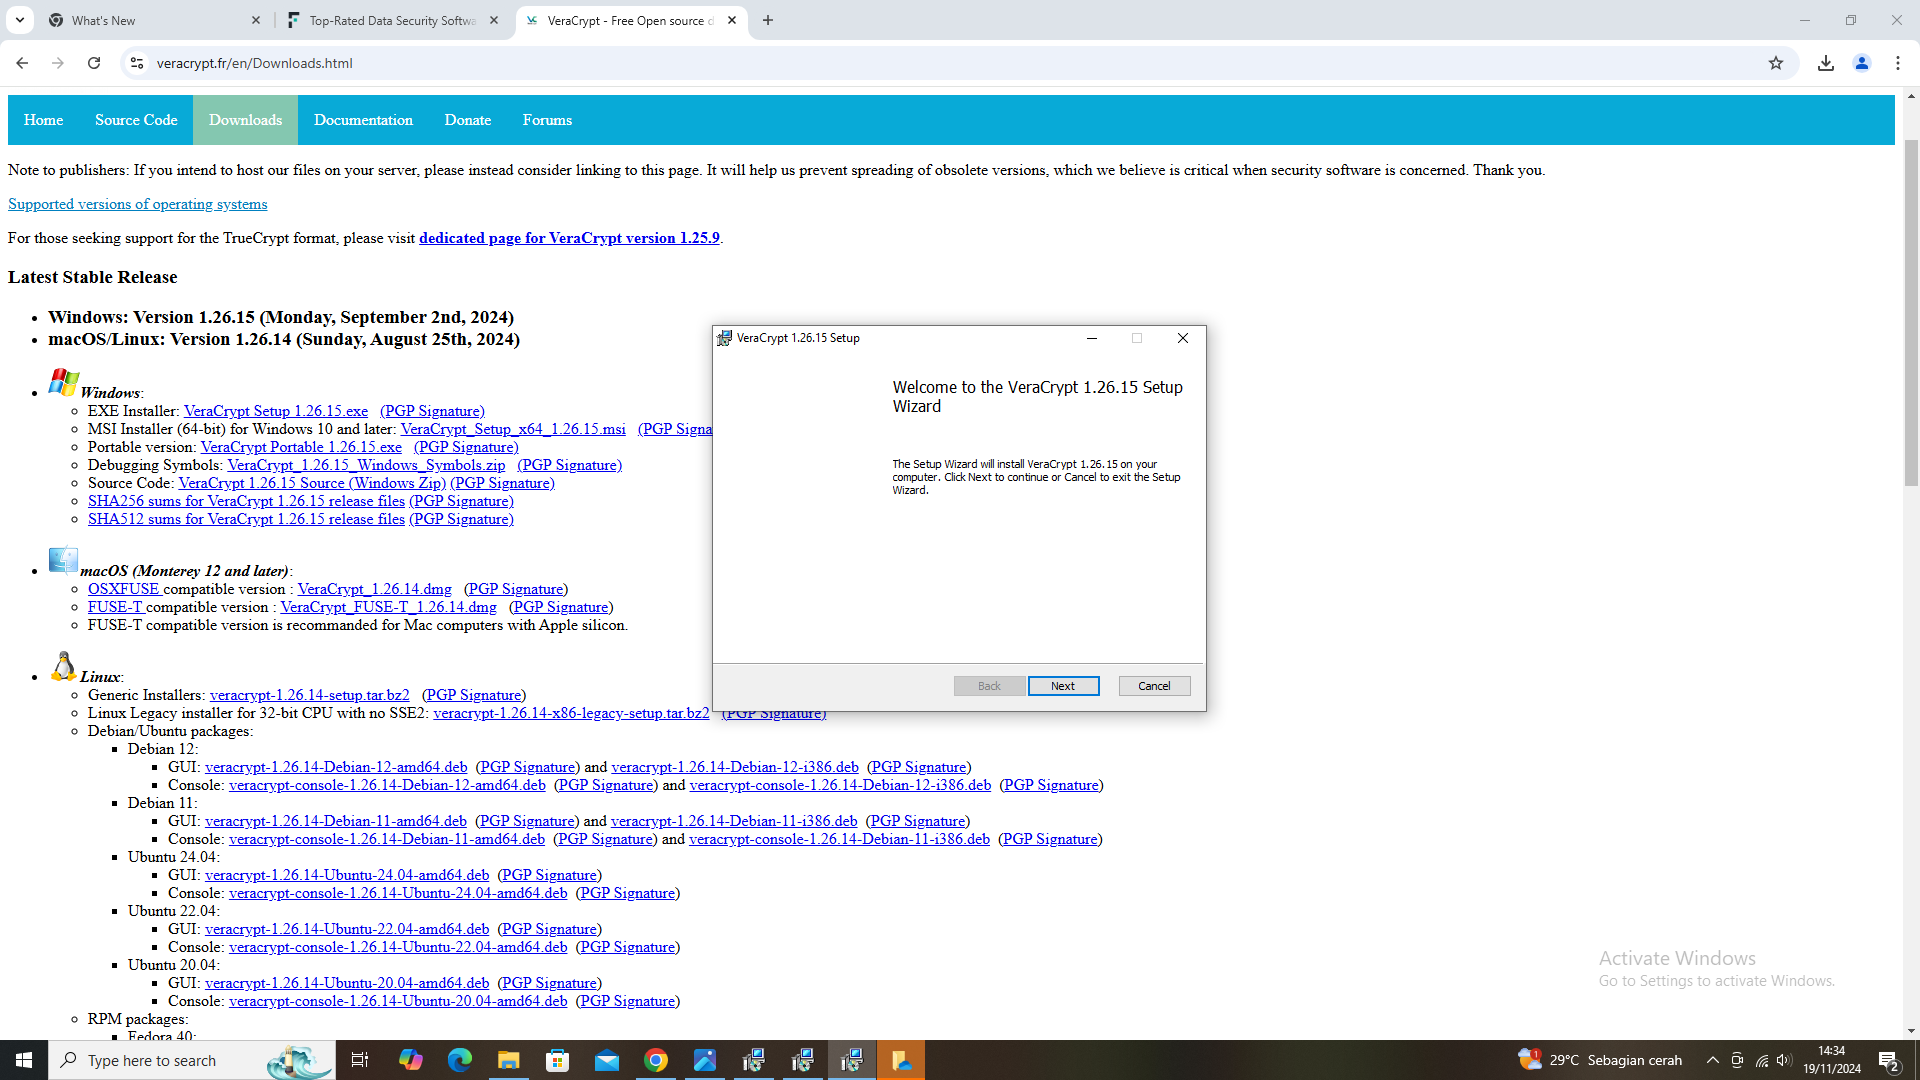 What's New
Top-Rated Data Security Softwa
VeraCrypt - Free Open source d
veracrypt.fr/en/Downloads.html
Home Source Code Downloads Documentation Donate Forums
Note to publishers: If you intend to host our files on your server, please instead consider linking to this page. It will help us prevent spreading of obsolete versions, which we believe is critical when security software is concerned. Thank you.
Supported versions of operating systems
For those seeking support for the TrueCrypt format, please visit dedicated page for VeraCrypt version 1.25.9.
Latest Stable Release
Windows: Version 1.26.15 (Monday, September 2nd, 2024)
macOS/Linux: Version 1.26.14 (Sunday, August 25th, 2024)
Windows:
EXE Installer: VeraCrypt Setup 1.26.15.exe (PGP Signature)
MSI Installer (64-bit) for Windows 10 and later: VeraCrypt_Setup_x64_1.26.15.msi (PGP Signa
Portable version: VeraCrypt Portable 1.26.15.exe (PGP Signature)
Debugging Symbols: VeraCrypt_1.26.15_Windows_Symbols.zip (PGP Signature)
Source Code: VeraCrypt 1.26.15 Source (Windows Zip) (PGP Signature)
SHA256 sums for VeraCrypt 1.26.15 release files (PGP Signature)
SHA512 sums for VeraCrypt 1.26.15 release files (PGP Signature)
macOS (Monterey 12 and later):
OSXFUSE compatible version : VeraCrypt_1.26.14.dmg (PGP Signature)
FUSE-T compatible version : VeraCrypt_FUSE-T_1.26.14.dmg (PGP Signature)
FUSE-T compatible version is recommanded for Mac computers with Apple silicon.
Linux:
Generic Installers: veracrypt-1.26.14-setup.tar.bz2 (PGP Signature)
Linux Legacy installer for 32-bit CPU with no SSE2: veracrypt-1.26.14-x86-legacy-setup.tar.bz2 (PGP Signature)
Debian/Ubuntu packages:
Debian 12:
GUI: veracrypt-1.26.14-Debian-12-amd64.deb (PGP Signature) and veracrypt-1.26.14-Debian-12-i386.deb (PGP Signature)
Console: veracrypt-console-1.26.14-Debian-12-amd64.deb (PGP Signature) and veracrypt-console-1.26.14-Debian-12-i386.deb (PGP Signature)
Debian 11:
GUI: veracrypt-1.26.14-Debian-11-amd64.deb (PGP Signature) and veracrypt-1.26.14-Debian-11-i386.deb (PGP Signature)
Console: veracrypt-console-1.26.14-Debian-11-amd64.deb (PGP Signature) and veracrypt-console-1.26.14-Debian-11-i386.deb (PGP Signature)
Ubuntu 24.04:
GUI: veracrypt-1.26.14-Ubuntu-24.04-amd64.deb (PGP Signature)
Console: veracrypt-console-1.26.14-Ubuntu-24.04-amd64.deb (PGP Signature)
Ubuntu 22.04:
GUI: veracrypt-1.26.14-Ubuntu-22.04-amd64.deb (PGP Signature)
Console: veracrypt-console-1.26.14-Ubuntu-22.04-amd64.deb (PGP Signature)
Ubuntu 20.04:
GUI: veracrypt-1.26.14-Ubuntu-20.04-amd64.deb (PGP Signature)
Console: veracrypt-console-1.26.14-Ubuntu-20.04-amd64.deb (PGP Signature)
RPM packages:
Fedora 40:
VeraCrypt 1.26.15 Setup
Welcome to the VeraCrypt 1.26.15 Setup
Wizard
The Setup Wizard will install VeraCrypt 1.26.15 on your
computer. Click Next to continue or Cancel to exit the Setup
Wizard.
Back Next Cancel
Activate Windows
Go to Settings to activate Windows.
Type here to search
1
29°C Sebagian cerah
14:34
19/11/2024
2